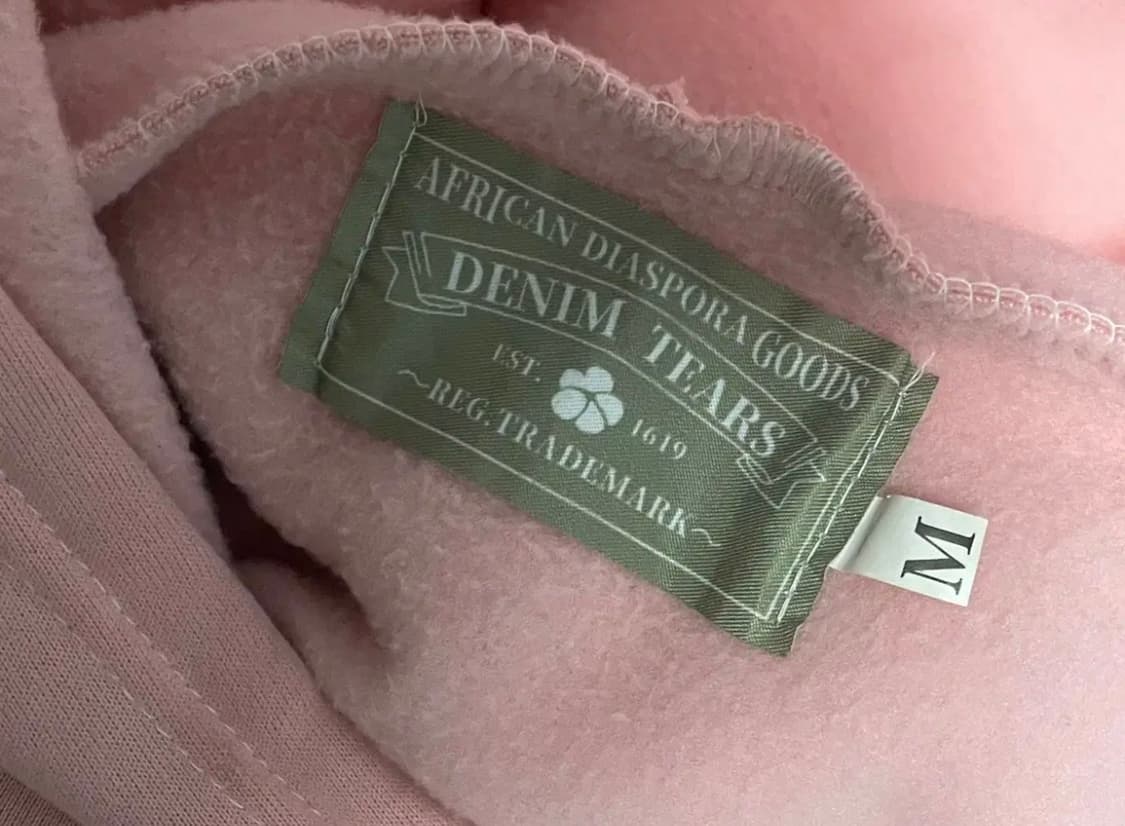 AFRICAN DIASPORA GOODS
DENIM TEARS
EST. 1619
~REG. TRADEMARK~
M